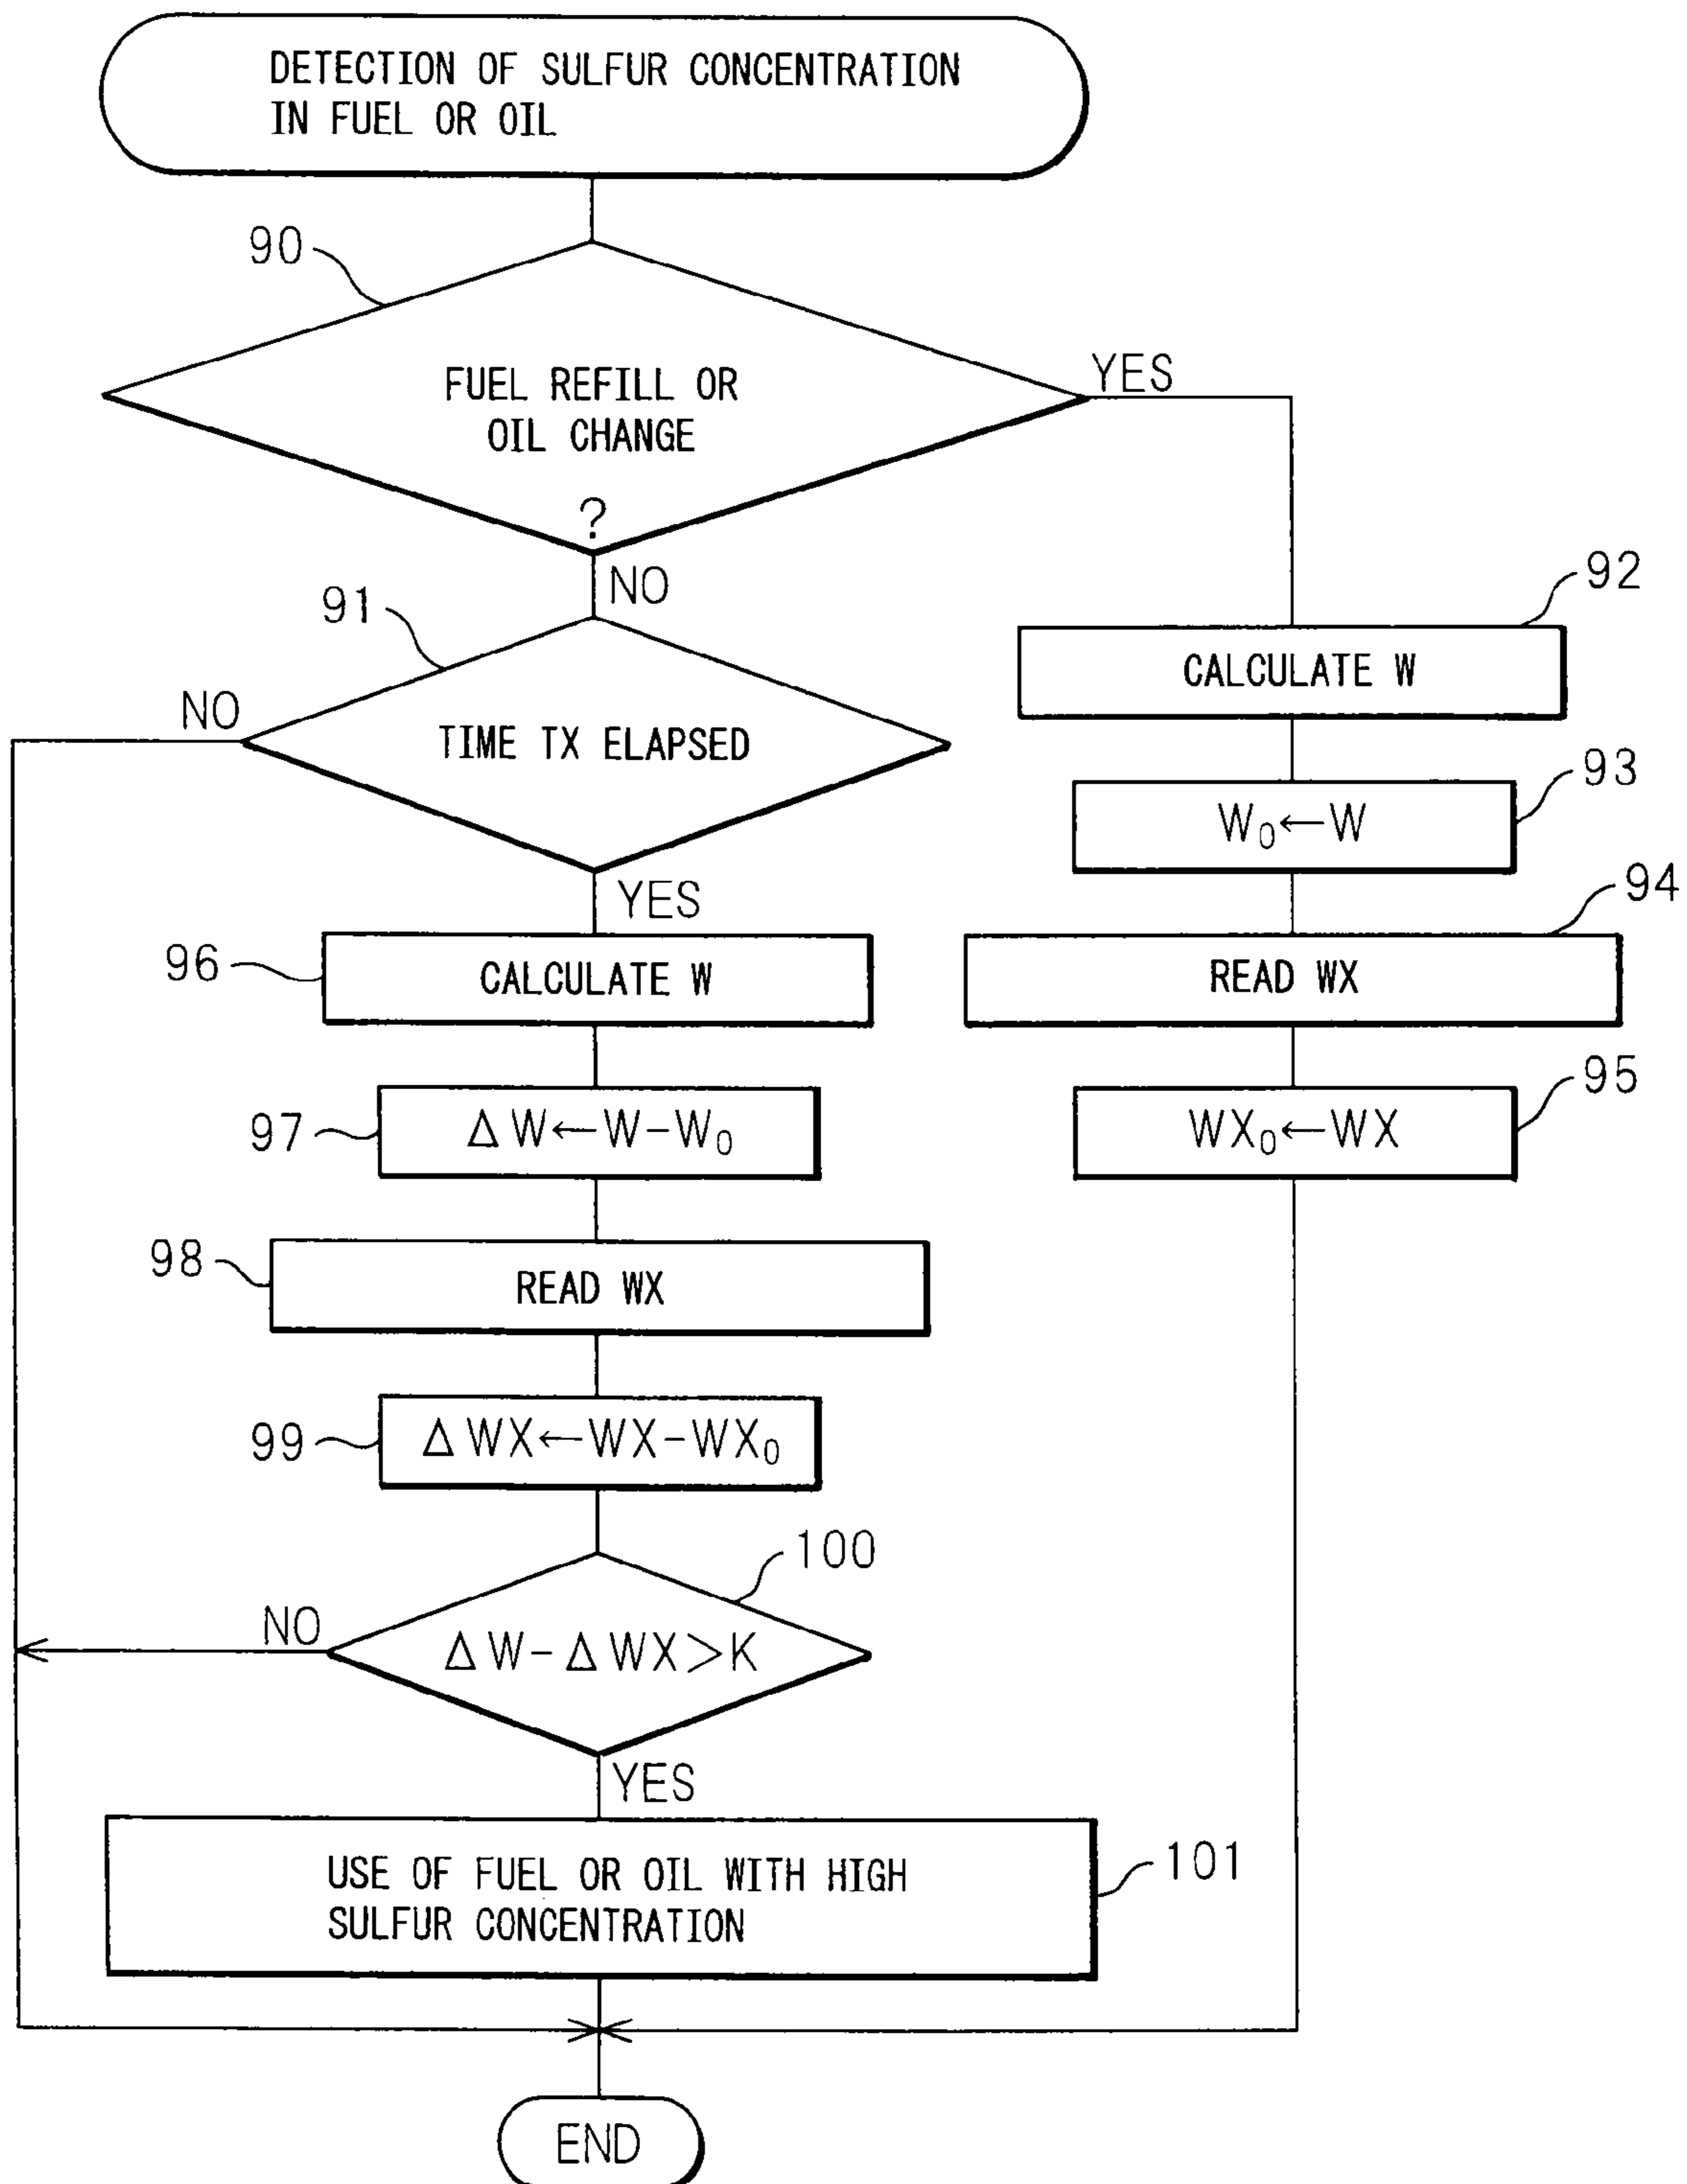 DETECTION OF SULFUR CONCENTRATION
IN FUEL OR OIL
90
FUEL REFILL OR
OIL CHANGE
?
YES
NO
91
TIME TX ELAPSED
NO
YES
92
CALCULATE W
93
W₀←W
94
READ WX
95
WX₀←WX
96
CALCULATE W
97
ΔW←W-W₀
98
READ WX
99
ΔWX←WX-WX₀
100
ΔW-ΔWX>K
NO
YES
USE OF FUEL OR OIL WITH HIGH
SULFUR CONCENTRATION
101
END